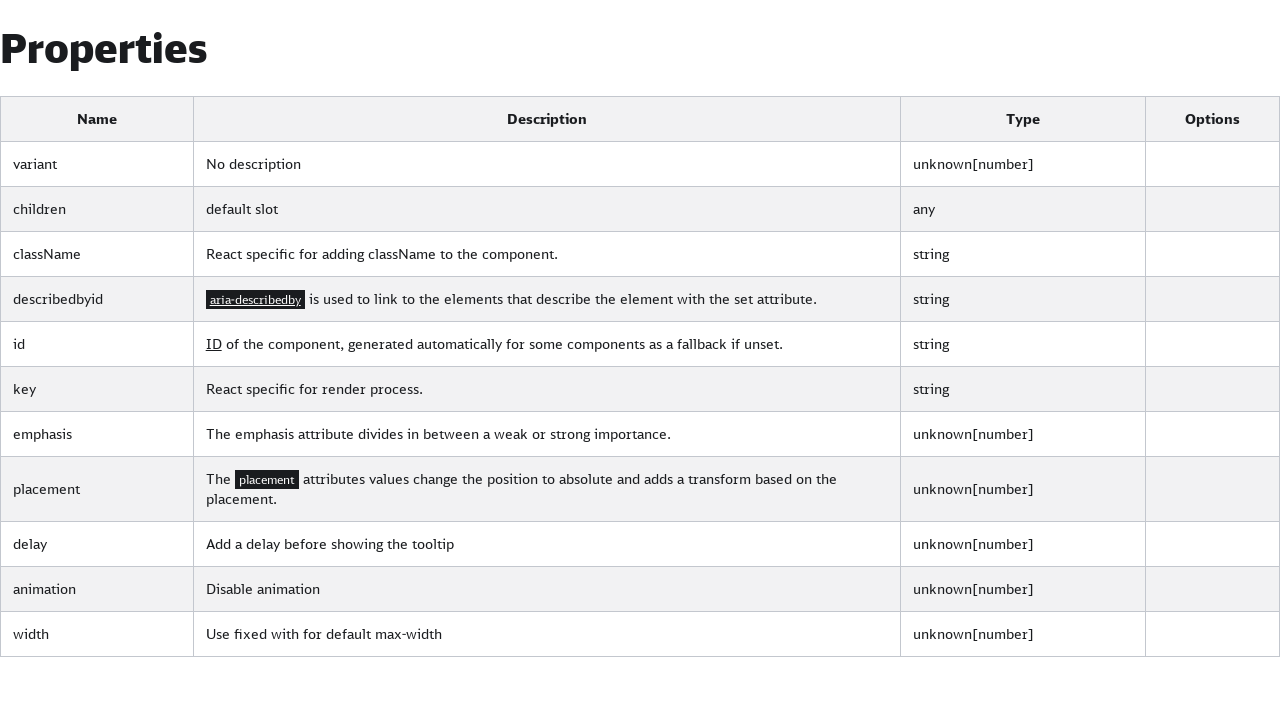 Properties
Name Description Type Options
variant No description unknown[number]
children default slot any
className React specific for adding className to the component. string
describedbyid aria-describedby is used to link to the elements that describe the element with the set attribute. string
id ID of the component, generated automatically for some components as a fallback if unset. string
key React specific for render process. string
emphasis The emphasis attribute divides in between a weak or strong importance. unknown[number]
placement The placement attributes values change the position to absolute and adds a transform based on the
placement. unknown[number]
delay Add a delay before showing the tooltip unknown[number]
animation Disable animation unknown[number]
width Use fixed with for default max-width unknown[number]